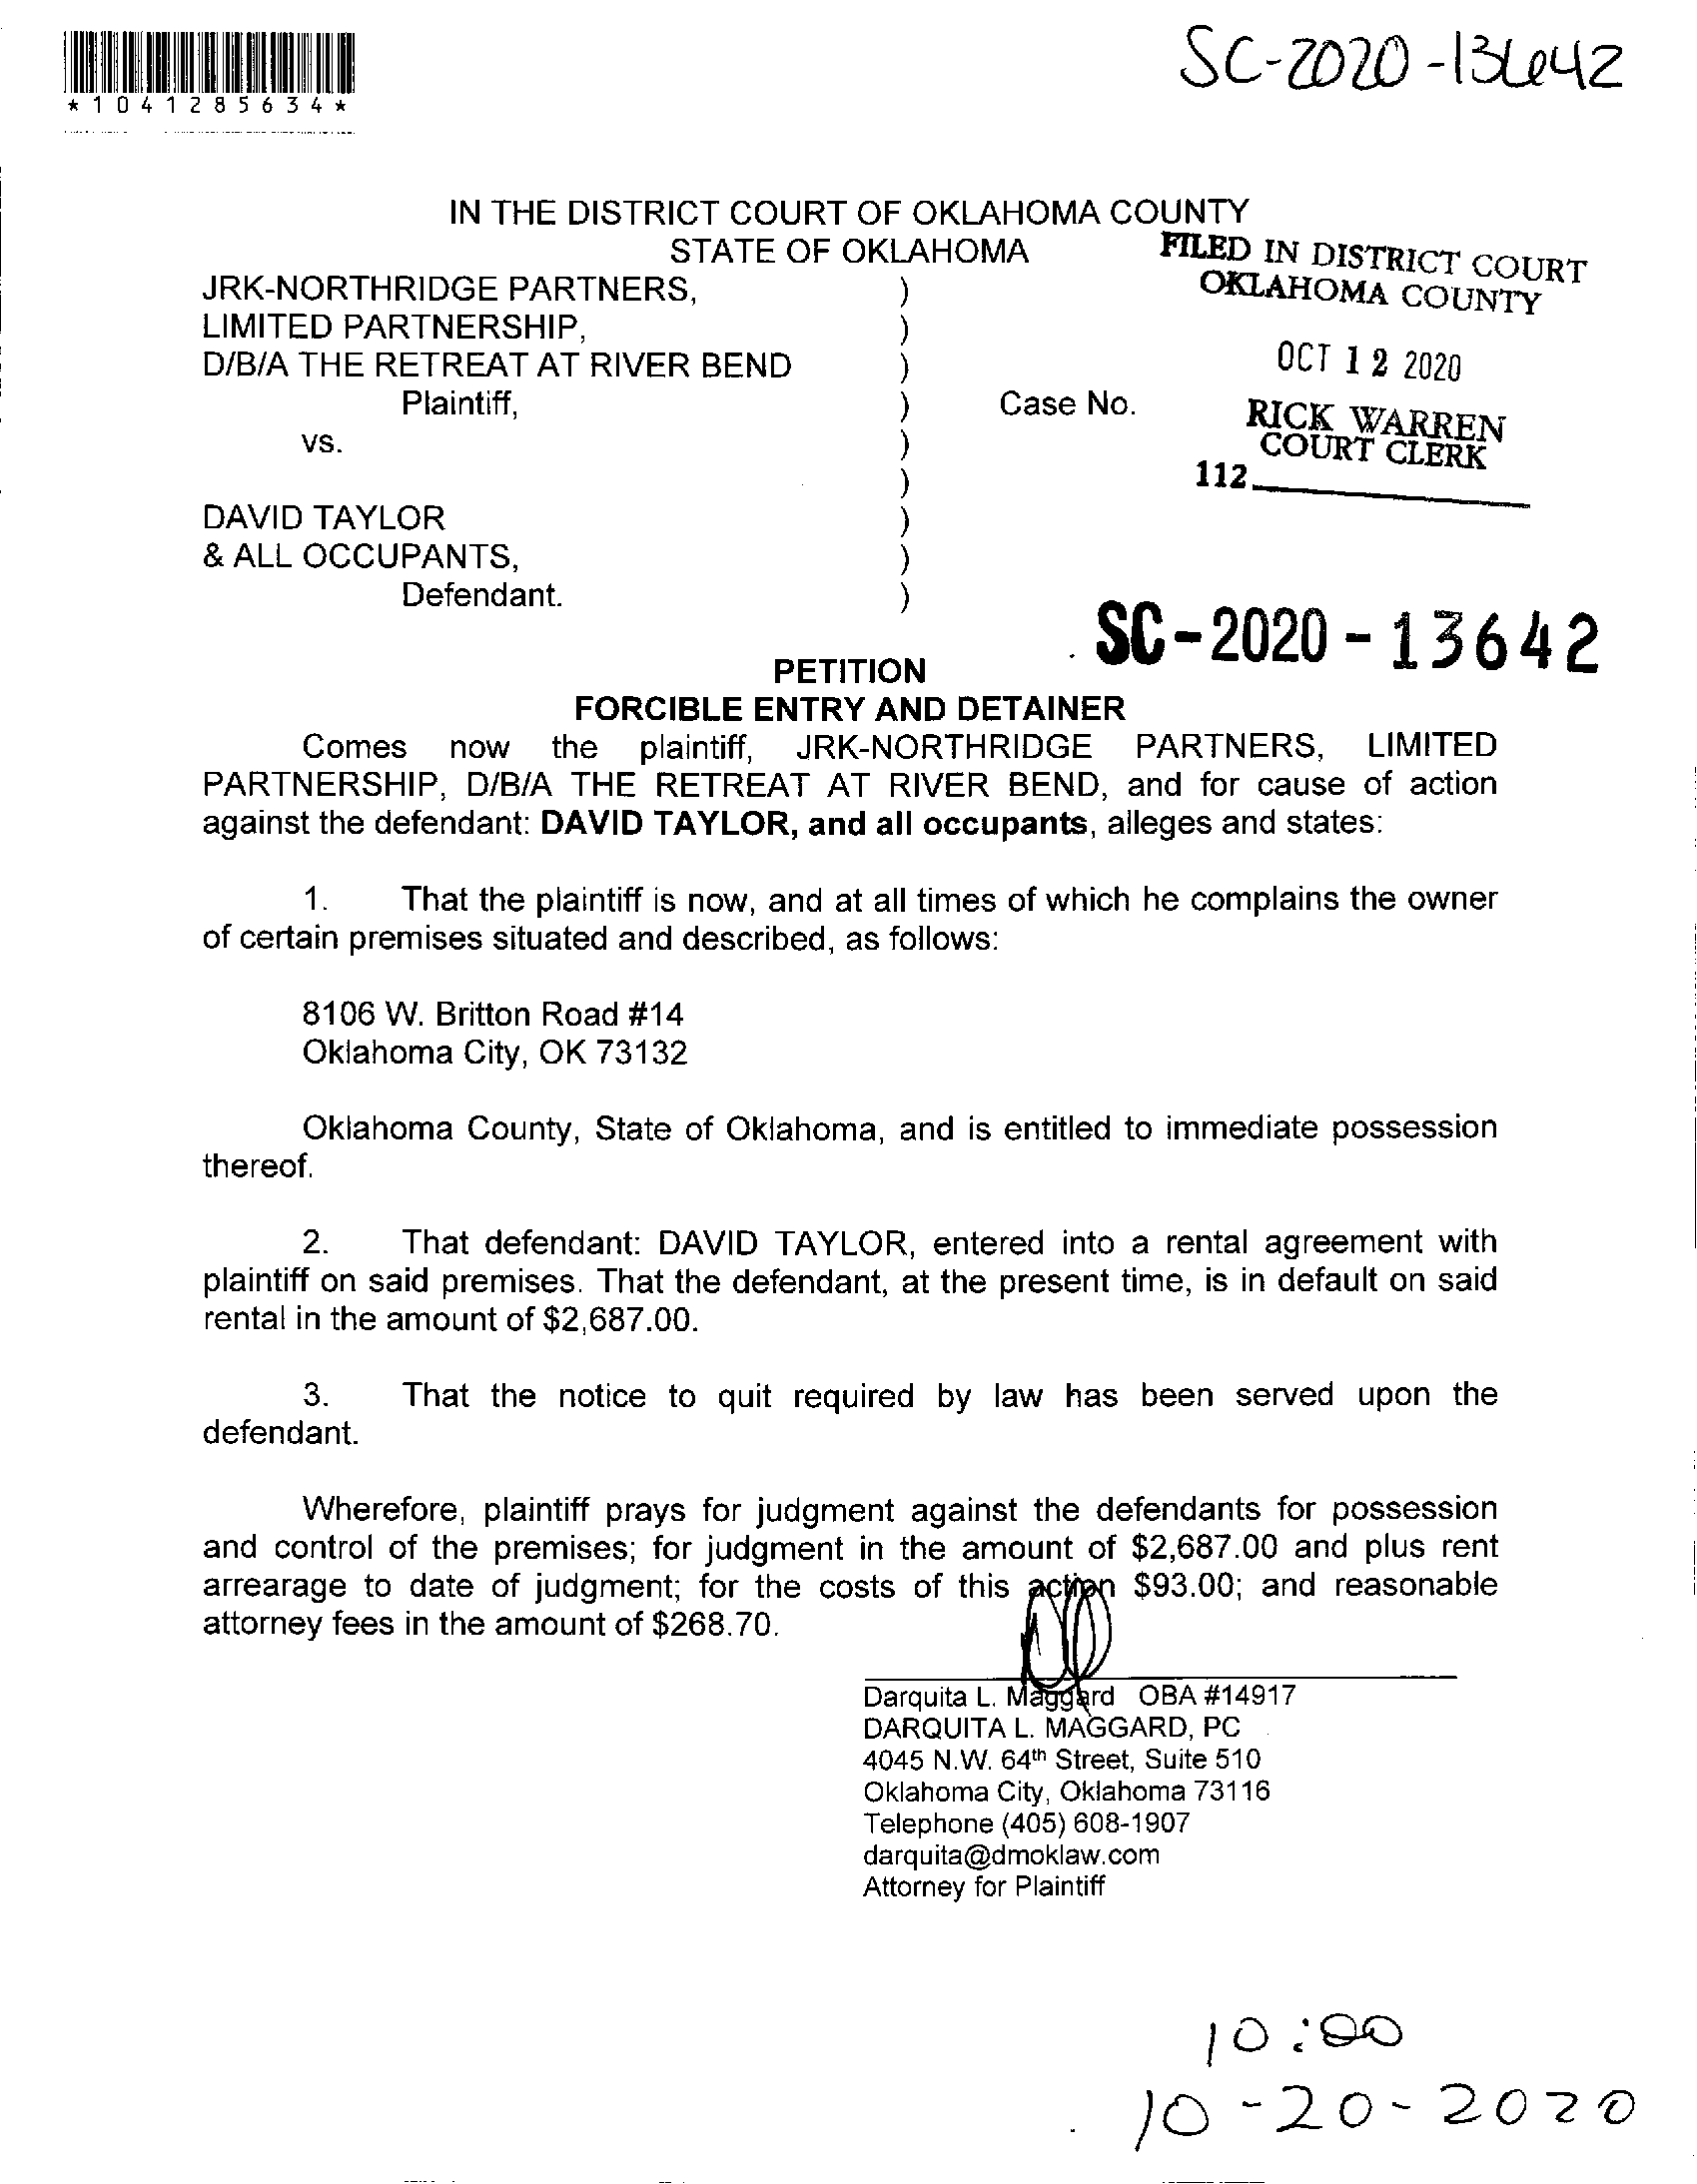 SC-2020-13642
*1041285634*
IN THE DISTRICT COURT OF OKLAHOMA COUNTY
STATE OF OKLAHOMA
FILED IN DISTRICT COURT
OKLAHOMA COUNTY
JRK-NORTHRIDGE PARTNERS, )
LIMITED PARTNERSHIP, )
D/B/A THE RETREAT AT RIVER BEND )
OCT 12 2020
Plaintiff, ) Case No.
RICK WARREN
COURT CLERK
vs. )
)
112
DAVID TAYLOR )
& ALL OCCUPANTS, )
Defendant. )
SC-2020-13642
PETITION
FORCIBLE ENTRY AND DETAINER
Comes now the plaintiff, JRK-NORTHRIDGE PARTNERS, LIMITED
PARTNERSHIP, D/B/A THE RETREAT AT RIVER BEND, and for cause of action
against the defendant: DAVID TAYLOR, and all occupants, alleges and states:
1. That the plaintiff is now, and at all times of which he complains the owner
of certain premises situated and described, as follows:
8106 W. Britton Road #14
Oklahoma City, OK 73132
Oklahoma County, State of Oklahoma, and is entitled to immediate possession
thereof.
2. That defendant: DAVID TAYLOR, entered into a rental agreement with
plaintiff on said premises. That the defendant, at the present time, is in default on said
rental in the amount of $2,687.00.
3. That the notice to quit required by law has been served upon the
defendant.
Wherefore, plaintiff prays for judgment against the defendants for possession
and control of the premises; for judgment in the amount of $2,687.00 and plus rent
arrearage to date of judgment; for the costs of this action $93.00; and reasonable
attorney fees in the amount of $268.70.
Darquita L. Maggard OBA #14917
DARQUITA L. MAGGARD, PC
4045 N.W. 64th Street, Suite 510
Oklahoma City, Oklahoma 73116
Telephone (405) 608-1907
darquita@dmoklaw.com
Attorney for Plaintiff
10:00
10-20-2020